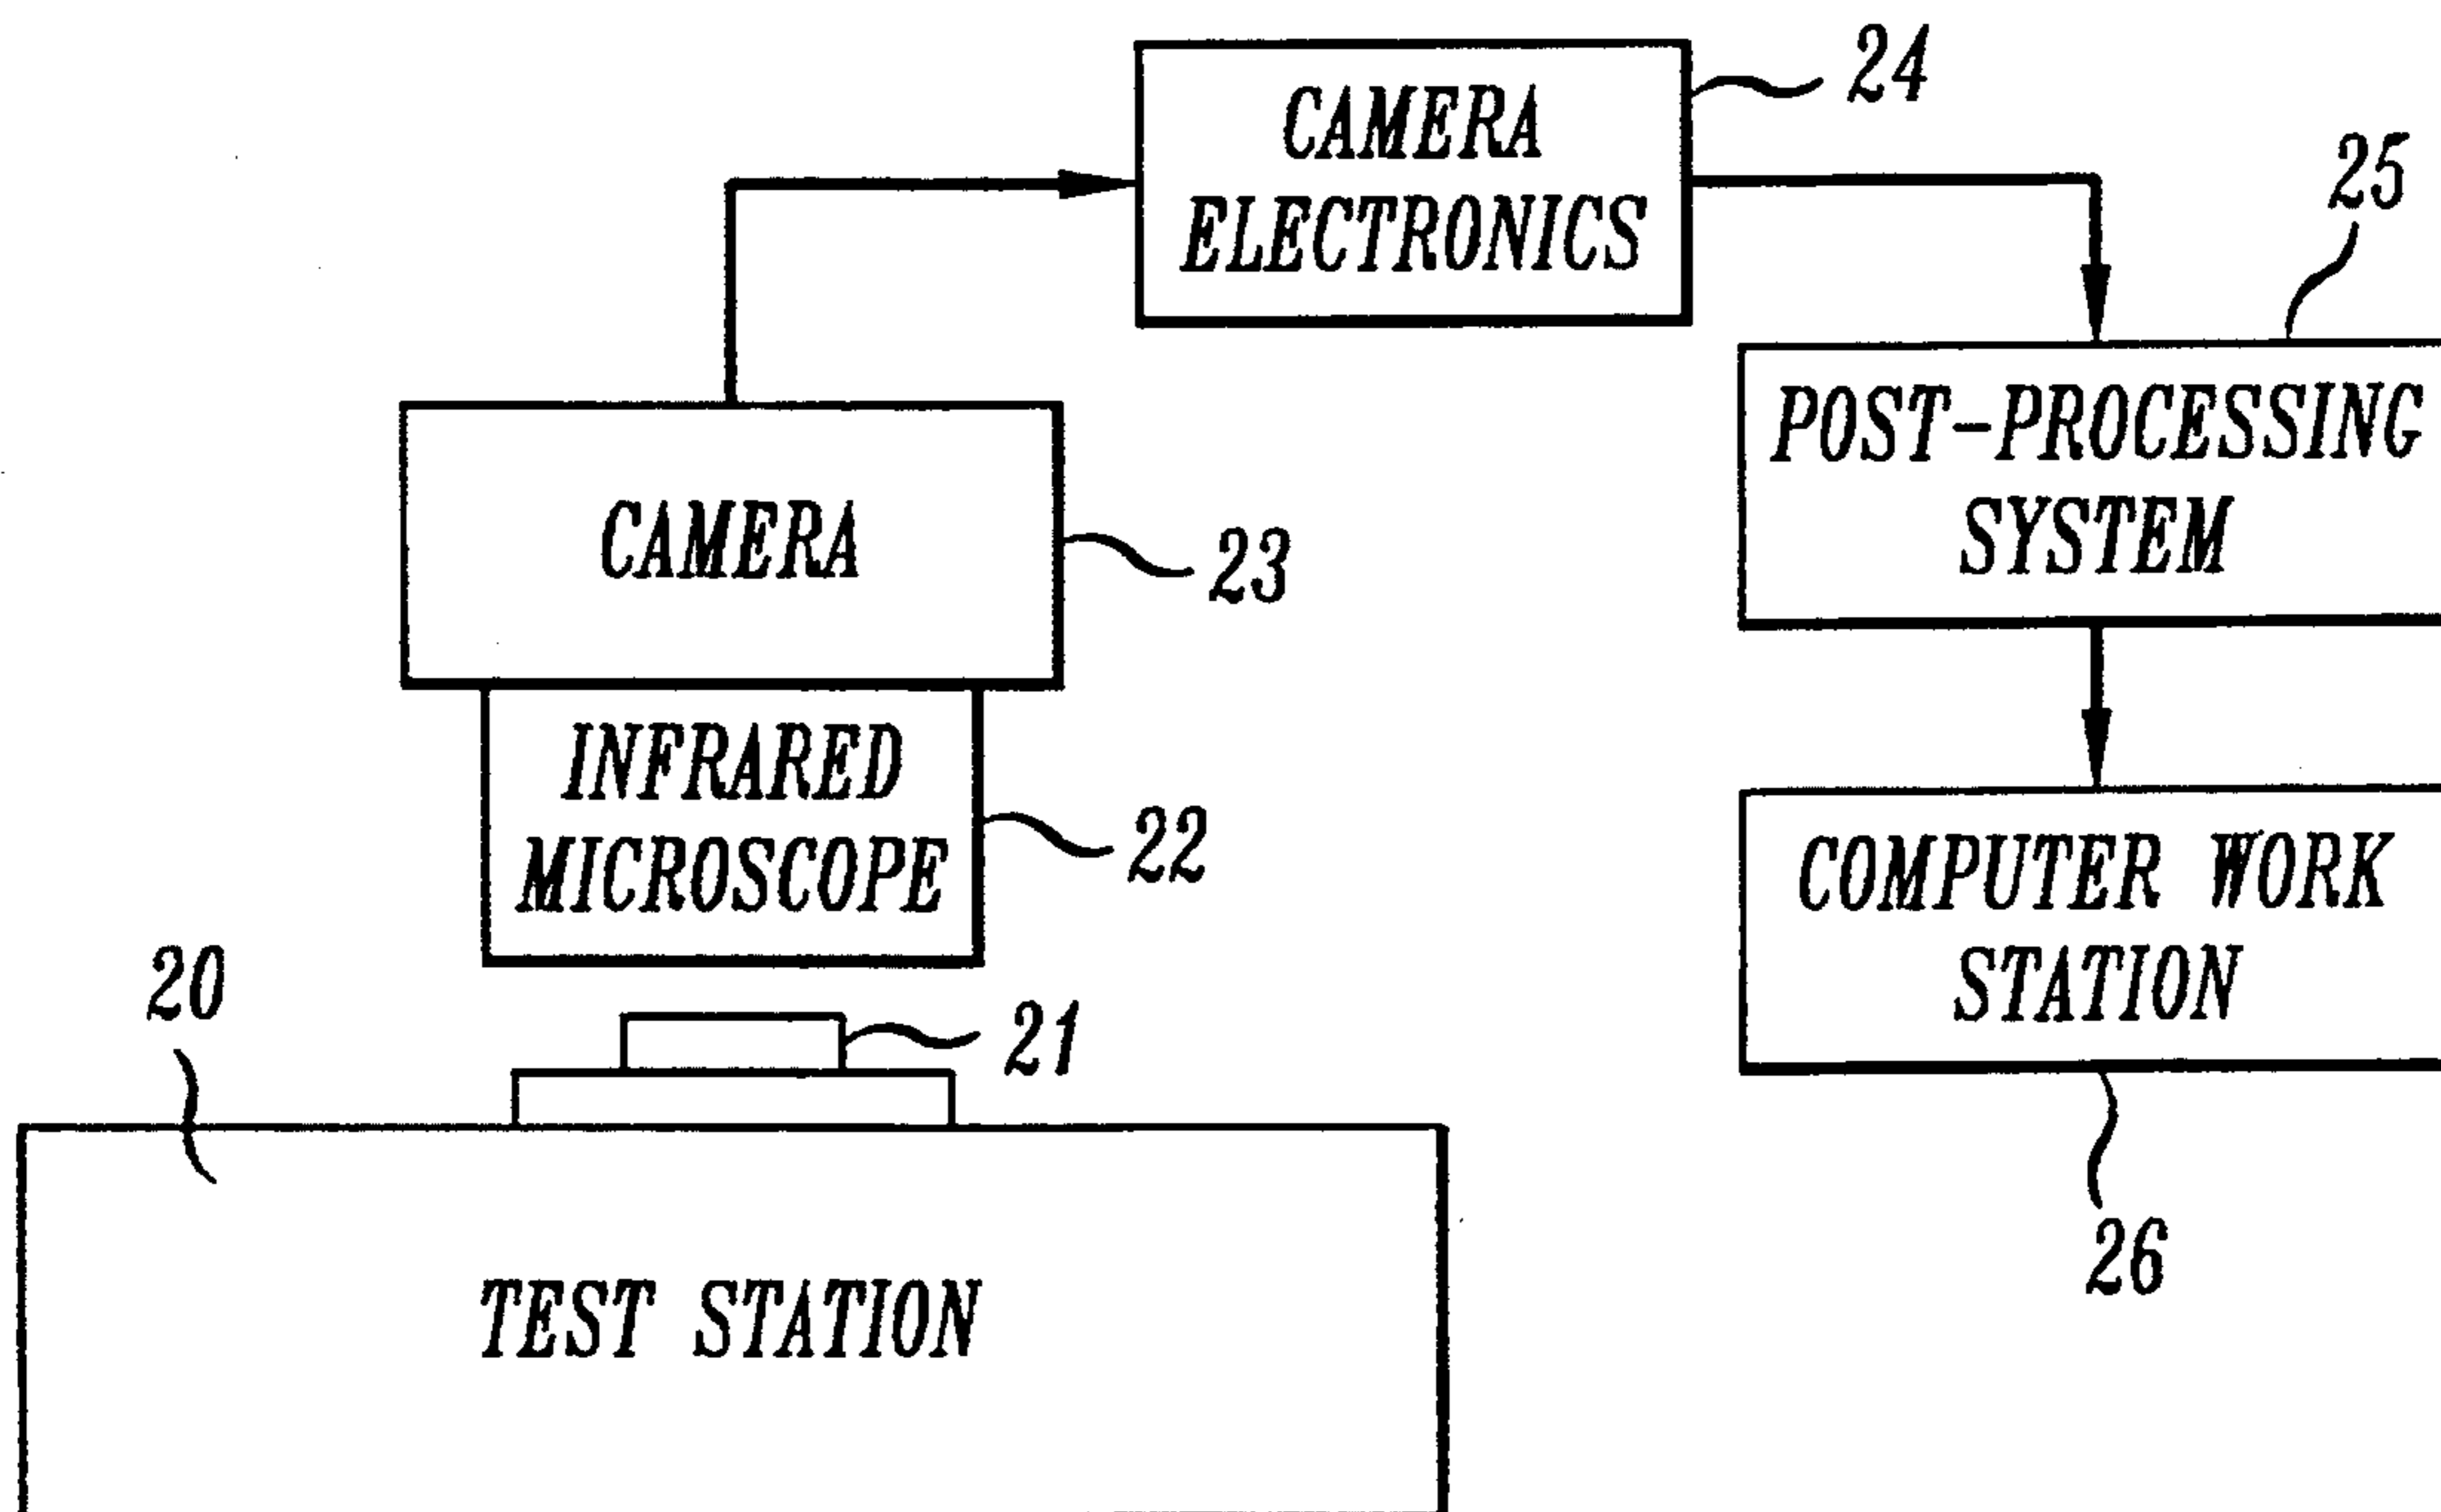 24
CAMERA
ELECTRONICS
25
POST-PROCESSING
SYSTEM
CAMERA
23
INFRARED
MICROSCOPE
22
COMPUTER WORK
STATION
20
21
26
TEST STATION